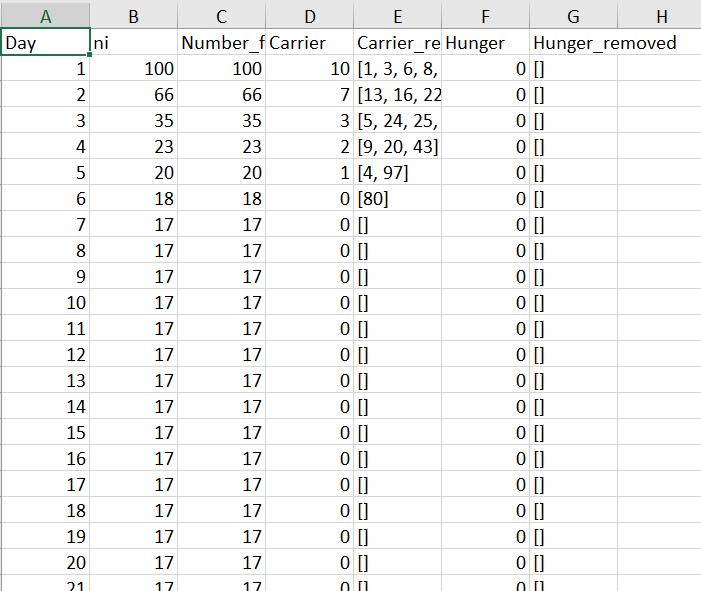 A B C D E F G H
Day ni Number_f Carrier Carrier_re Hunger Hunger_removed
1 100 100 10 [1, 3, 6, 8, 0 []
2 66 66 7 [13, 16, 22 0 []
3 35 35 3 [5, 24, 25, 0 []
4 23 23 2 [9, 20, 43] 0 []
5 20 20 1 [4, 97] 0 []
6 18 18 0 [80] 0 []
7 17 17 0 [] 0 []
8 17 17 0 [] 0 []
9 17 17 0 [] 0 []
10 17 17 0 [] 0 []
11 17 17 0 [] 0 []
12 17 17 0 [] 0 []
13 17 17 0 [] 0 []
14 17 17 0 [] 0 []
15 17 17 0 [] 0 []
16 17 17 0 [] 0 []
17 17 17 0 [] 0 []
18 17 17 0 [] 0 []
19 17 17 0 [] 0 []
20 17 17 0 [] 0 []
21 17 17 0 [] 0 []